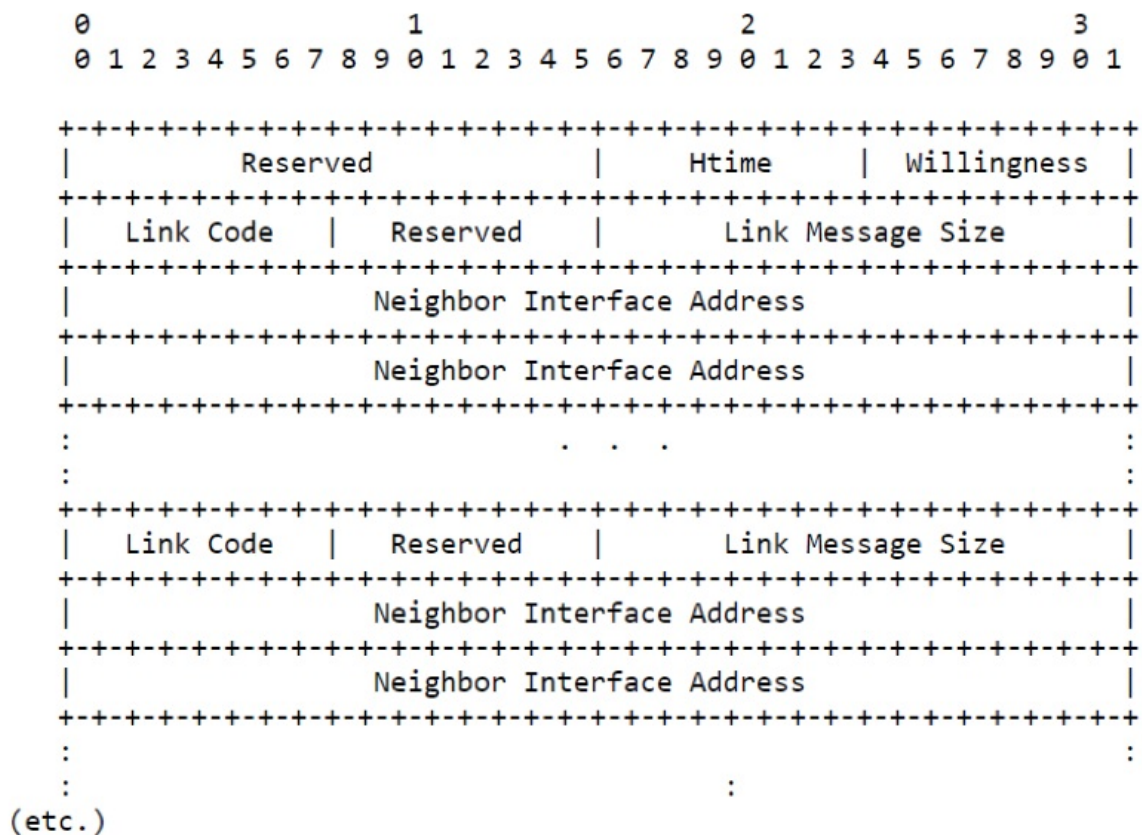 0                   1                   2                   3
0 1 2 3 4 5 6 7 8 9 0 1 2 3 4 5 6 7 8 9 0 1 2 3 4 5 6 7 8 9 0 1
+-+-+-+-+-+-+-+-+-+-+-+-+-+-+-+-+-+-+-+-+-+-+-+-+-+-+-+-+-+-+-+-+
|          Reserved             |     Htime     |  Willingness  |
+-+-+-+-+-+-+-+-+-+-+-+-+-+-+-+-+-+-+-+-+-+-+-+-+-+-+-+-+-+-+-+-+
|   Link Code   |   Reserved    |       Link Message Size       |
+-+-+-+-+-+-+-+-+-+-+-+-+-+-+-+-+-+-+-+-+-+-+-+-+-+-+-+-+-+-+-+-+
|                  Neighbor Interface Address                   |
+-+-+-+-+-+-+-+-+-+-+-+-+-+-+-+-+-+-+-+-+-+-+-+-+-+-+-+-+-+-+-+-+
|                  Neighbor Interface Address                   |
+-+-+-+-+-+-+-+-+-+-+-+-+-+-+-+-+-+-+-+-+-+-+-+-+-+-+-+-+-+-+-+-+
:                             .  .  .                           :
:                                                               :
+-+-+-+-+-+-+-+-+-+-+-+-+-+-+-+-+-+-+-+-+-+-+-+-+-+-+-+-+-+-+-+-+
|   Link Code   |   Reserved    |       Link Message Size       |
+-+-+-+-+-+-+-+-+-+-+-+-+-+-+-+-+-+-+-+-+-+-+-+-+-+-+-+-+-+-+-+-+
|                  Neighbor Interface Address                   |
+-+-+-+-+-+-+-+-+-+-+-+-+-+-+-+-+-+-+-+-+-+-+-+-+-+-+-+-+-+-+-+-+
|                  Neighbor Interface Address                   |
+-+-+-+-+-+-+-+-+-+-+-+-+-+-+-+-+-+-+-+-+-+-+-+-+-+-+-+-+-+-+-+-+
:                                                               :
:                                       :
(etc.)